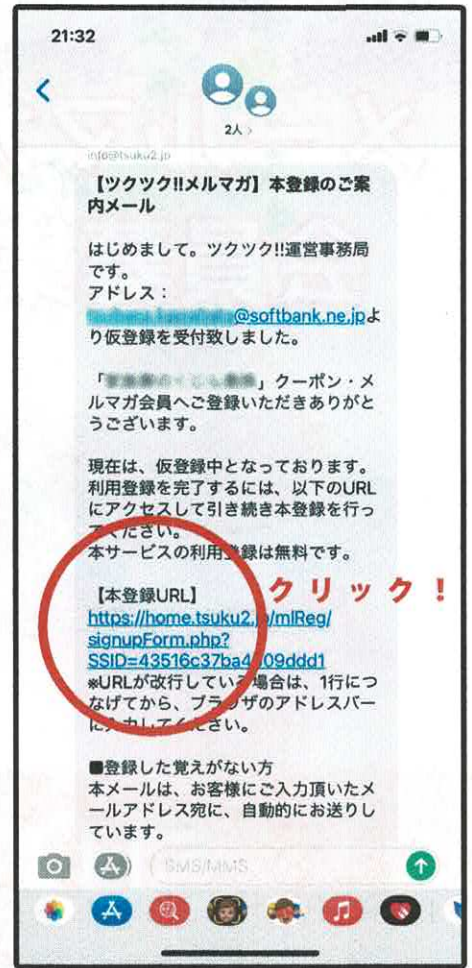 21:32
2人
info@tsuku2.jp
【ツクツク!!メルマガ】本登録のご案
内メール
はじめまして。ツクツク!!運営事務局
です。
アドレス：
@softbank.ne.jpよ
り仮登録を受付致しました。
「」クーポン・メ
ルマガ会員へご登録いただきありがと
うございます。
現在は、仮登録中となっております。
利用登録を完了するには、以下のURL
にアクセスして引き続き本登録を行っ
てください。
本サービスの利用登録は無料です。
【本登録URL】
クリック！
https://home.tsuku2.jp/mlReg/
signupForm.php?
SSID=43516c37ba4 09ddd1
※URLが改行している場合は、1行につ
なげてから、ブラウザのアドレスバー
に入力してください。
■登録した覚えがない方
本メールは、お客様にご入力頂いたメ
ールアドレス宛に、自動的にお送りし
ています。
SMS/MMS